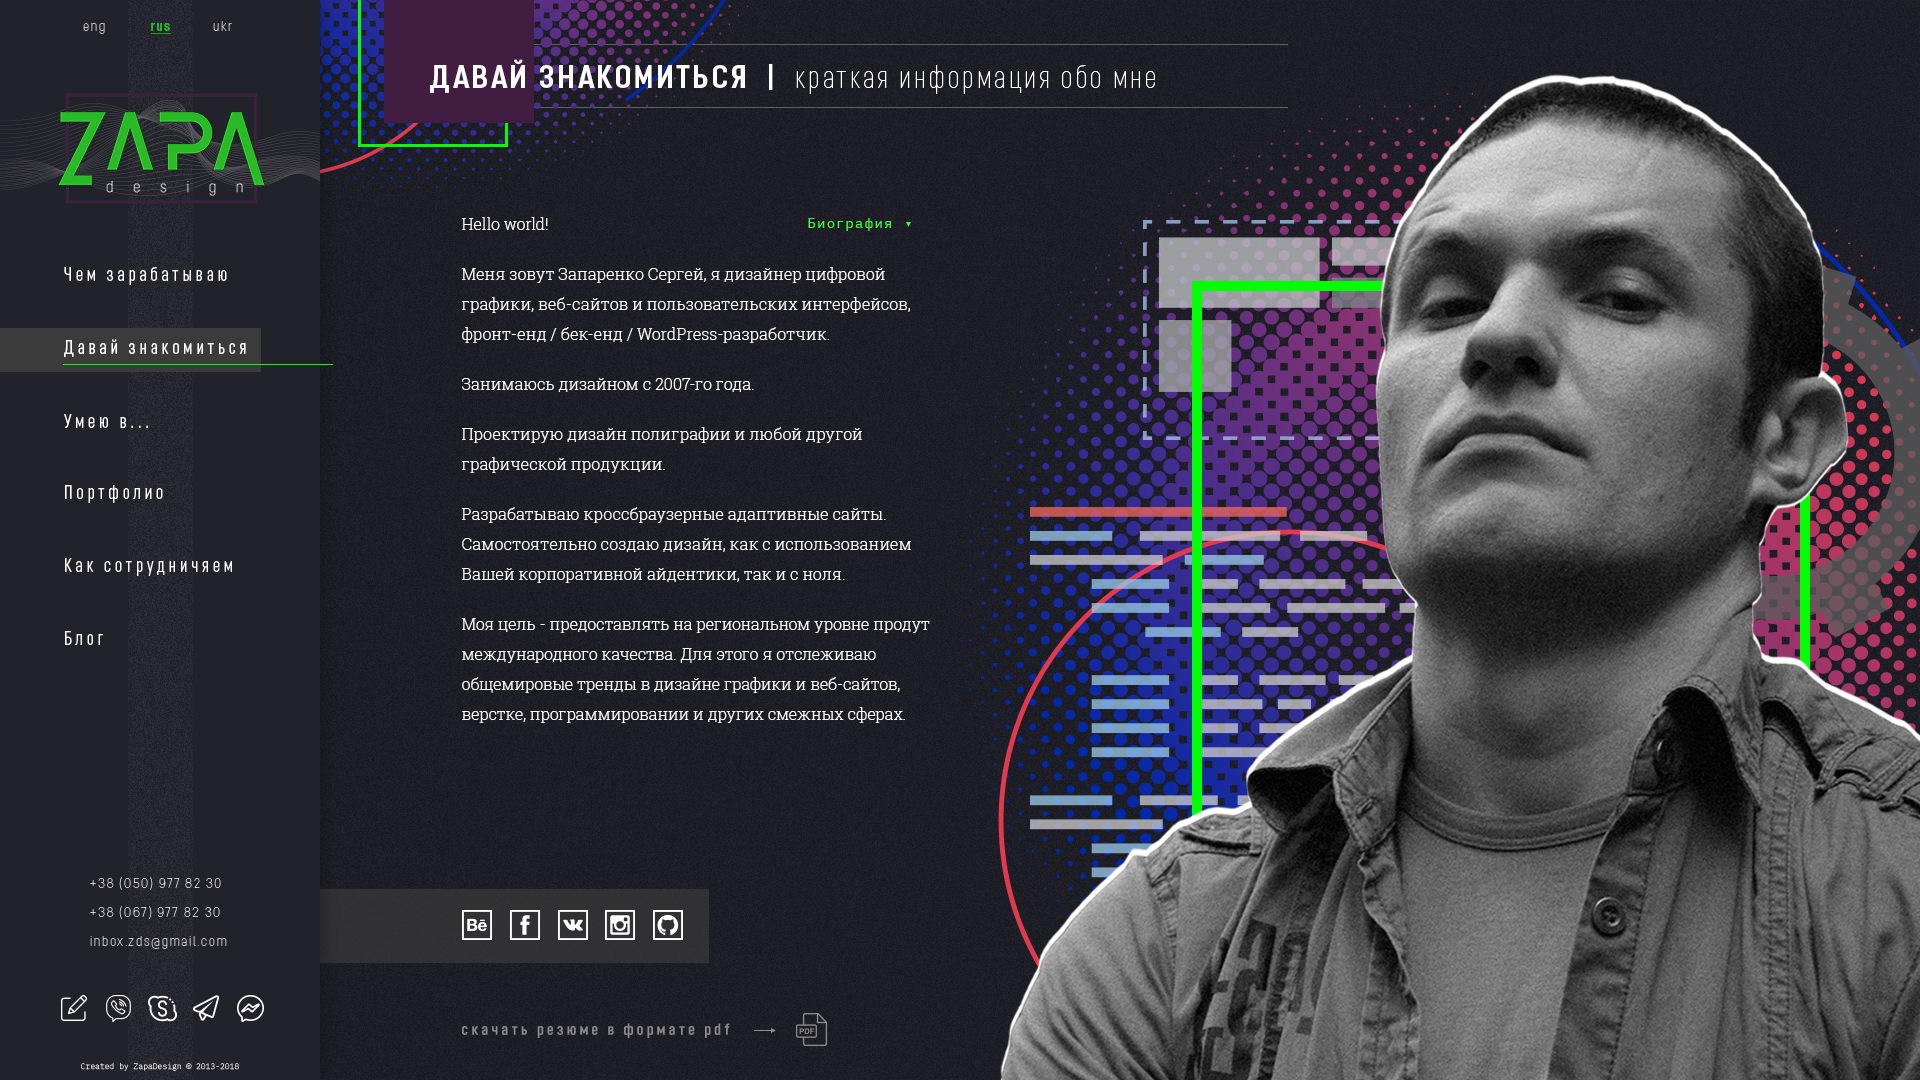 eng rus ukr
ZAPA
design
Чем зарабатываю
Давай знакомиться
Умею в...
Портфолио
Как сотрудничяем
Блог
+38 (050) 977 82 30
+38 (067) 977 82 30
inbox.zds@gmail.com
Created by ZapaDesign © 2013-2018
ДАВАЙ ЗНАКОМИТЬСЯ | краткая информация обо мне
Hello world!
Биография ▾
Меня зовут Запаренко Сергей, я дизайнер цифровой
графики, веб-сайтов и пользовательских интерфейсов,
фронт-енд / бек-енд / WordPress-разработчик.
Занимаюсь дизайном с 2007-го года.
Проектирую дизайн полиграфии и любой другой
графической продукции.
Разрабатываю кроссбраузерные адаптивные сайты.
Самостоятельно создаю дизайн, как с использованием
Вашей корпоративной айдентики, так и с ноля.
Моя цель - предоставлять на региональном уровне продут
международного качества. Для этого я отслеживаю
общемировые тренды в дизайне графики и веб-сайтов,
верстке, программировании и других смежных сферах.
Bē
скачать резюме в формате pdf
PDF